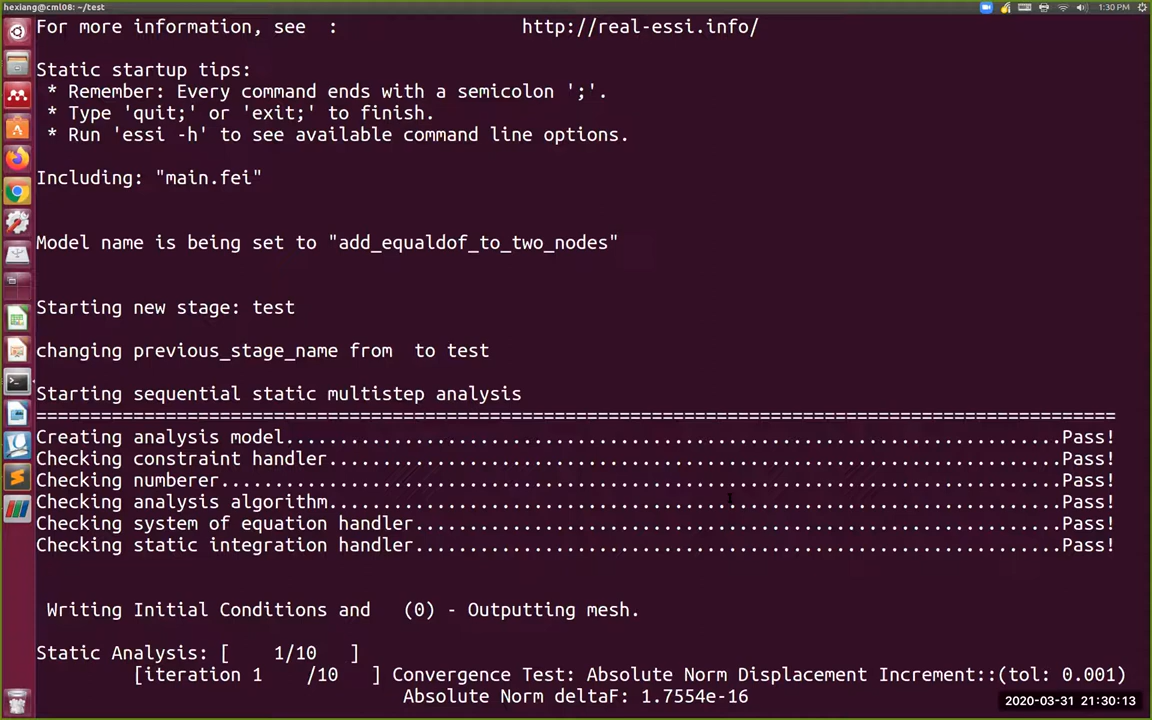 hexiang@cml08: ~/test
1:30 PM
For more information, see  :                 http://real-essi.info/
Static startup tips:
* Remember: Every command ends with a semicolon ';'.
* Type 'quit;' or 'exit;' to finish.
* Run 'essi -h' to see available command line options.
Including: "main.fei"
Model name is being set to "add_equaldof_to_two_nodes"
Starting new stage: test
changing previous_stage_name from  to test
Starting sequential static multistep analysis
====================================================================================================
Creating analysis model........................................................................Pass!
Checking constraint handler....................................................................Pass!
Checking numberer..............................................................................Pass!
Checking analysis algorithm....................................................................Pass!
Checking system of equation handler............................................................Pass!
Checking static integration handler............................................................Pass!
Writing Initial Conditions and   (0) - Outputting mesh.
Static Analysis: [    1/10   ]
[iteration 1    /10   ] Convergence Test: Absolute Norm Displacement Increment::(tol: 0.001)
Absolute Norm deltaF: 1.7554e-16
2020-03-31 21:30:13